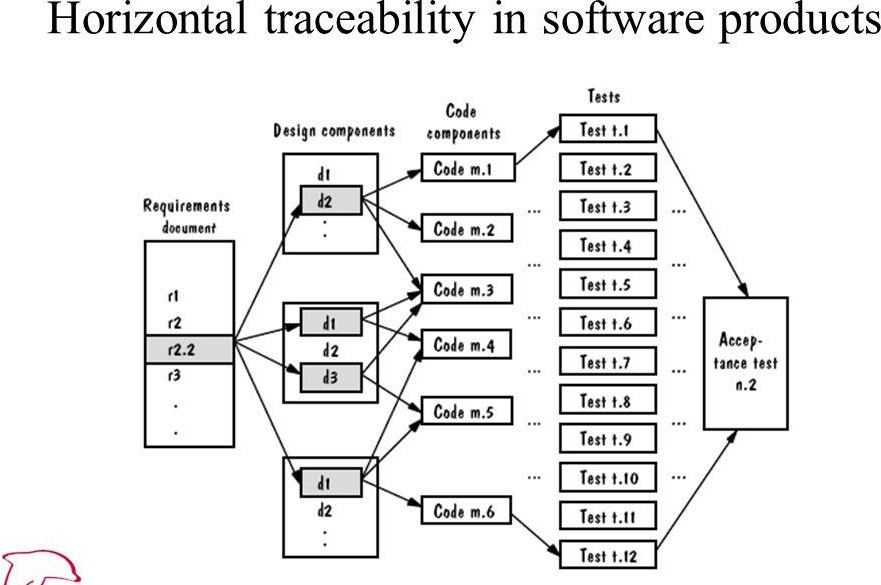 Horizontal traceability in software products
Requirements
document
r1
r2
r2.2
r3
.
.
Design components
d1
d2
:
d1
d2
d3
d1
d2
:
Code
components
Code m.1
Code m.2
Code m.3
Code m.4
Code m.5
Code m.6
Tests
Test t.1
Test t.2
... Test t.3 ...
Test t.4
... ...
Test t.5
... Test t.6 ...
Test t.7
... ...
Test t.8
... Test t.9 ...
... Test t.10 ...
Test t.11
Test t.12
Accep-
tance test
n.2